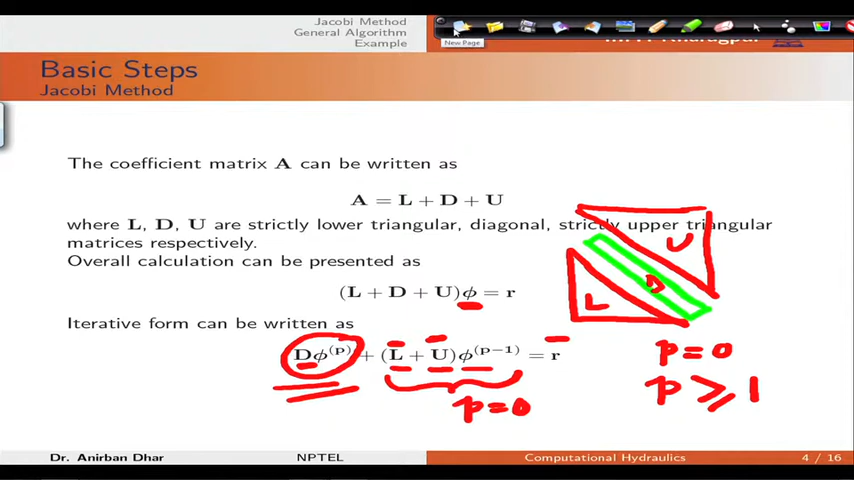 Jacobi Method
General Algorithm
Example
New Page
Basic Steps
Jacobi Method
The coefficient matrix A can be written as
A = L + D + U
where L, D, U are strictly lower triangular, diagonal, strictly upper triangular
matrices respectively.
Overall calculation can be presented as
(L + D + U)ϕ = r
Iterative form can be written as
Dϕ^(p) + (L + U)ϕ^(p−1) = r
p=0
U
D
L
p=0
p ≥ 1
Dr. Anirban Dhar NPTEL Computational Hydraulics 4 / 16